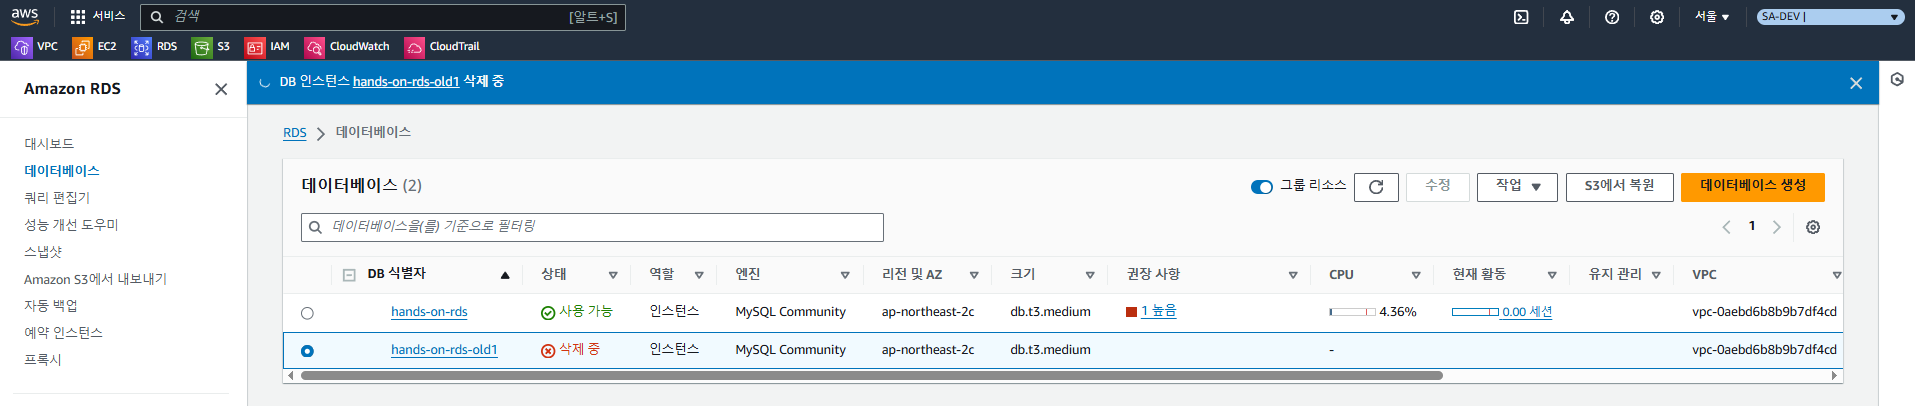 aws 서비스 검색 [알트+S] 서울 SA-DEV |
VPC EC2 RDS S3 IAM CloudWatch CloudTrail
Amazon RDS
대시보드
데이터베이스
쿼리 편집기
성능 개선 도우미
스냅샷
Amazon S3에서 내보내기
자동 백업
예약 인스턴스
프록시
DB 인스턴스 hands-on-rds-old1 삭제 중
RDS 데이터베이스
데이터베이스 (2) 그룹 리소스 수정 작업 S3에서 복원 데이터베이스 생성
데이터베이스을(를) 기준으로 필터링 1
DB 식별자 상태 역할 엔진 리전 및 AZ 크기 권장 사항 CPU 현재 활동 유지 관리 VPC
hands-on-rds 사용 가능 인스턴스 MySQL Community ap-northeast-2c db.t3.medium 1 높음 4.36% 0.00 세션 vpc-0aebd6b8b9b7df4cd
hands-on-rds-old1 삭제 중 인스턴스 MySQL Community ap-northeast-2c db.t3.medium - vpc-0aebd6b8b9b7df4cd